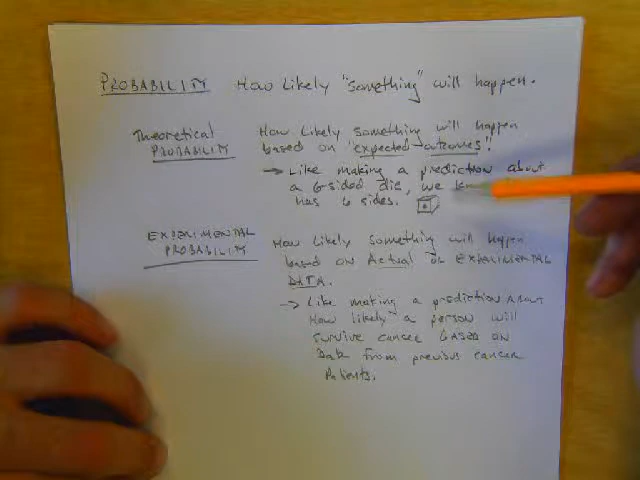 PROBABILITY How Likely "something" will happen.
Theoretical PROBABILITY
How Likely something will happen
based on "expected outcomes".
→ Like making a prediction about
a 6-sided die, we
has 6 sides.
EXPERIMENTAL PROBABILITY
How Likely something will happen
based on Actual or EXPERIMENTAL
DATA.
→ Like making a prediction About
How likely a person will
survive cancer BASED ON
Data from previous cancer
Patients.